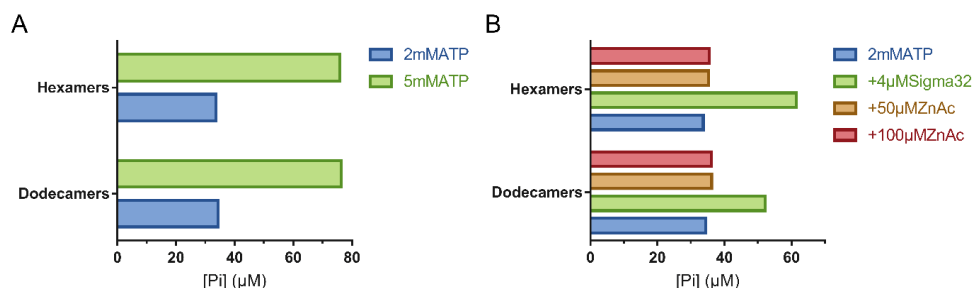 A
Hexamers
Dodecamers
0 20 40 60 80
[Pi] (µM)
2mMATP
5mMATP
B
Hexamers
Dodecamers
0 20 40 60
[Pi] (µM)
2mMATP
+4µMSigma32
+50µMZnAc
+100µMZnAc